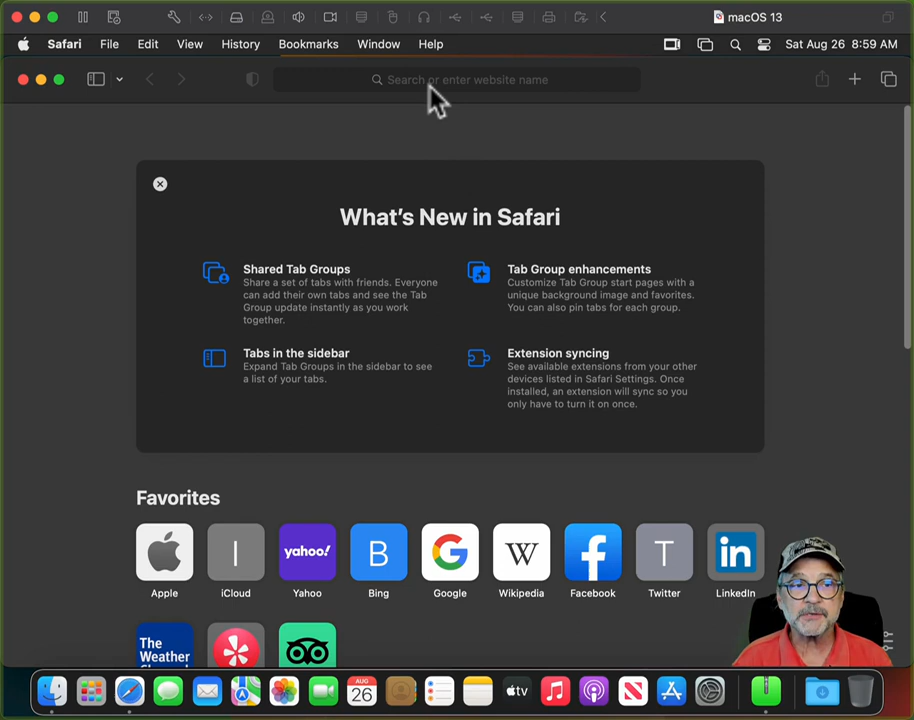 macOS 13
Safari File Edit View History Bookmarks Window Help Sat Aug 26 8:59 AM
Search or enter website name
What's New in Safari
Shared Tab Groups
Share a set of tabs with friends. Everyone
can add their own tabs and see the Tab
Group update instantly as you work
together.
Tab Group enhancements
Customize Tab Group start pages with a
unique background image and favorites.
You can also pin tabs for each group.
Tabs in the sidebar
Expand Tab Groups in the sidebar to see
a list of your tabs.
Extension syncing
See available extensions from your other
devices listed in Safari Settings. Once
installed, an extension will sync so you
only have to turn it on once.
Favorites
I yahoo! B G W f T in
Apple iCloud Yahoo Bing Google Wikipedia Facebook Twitter LinkedIn
The
Weather
AUG
26
tv